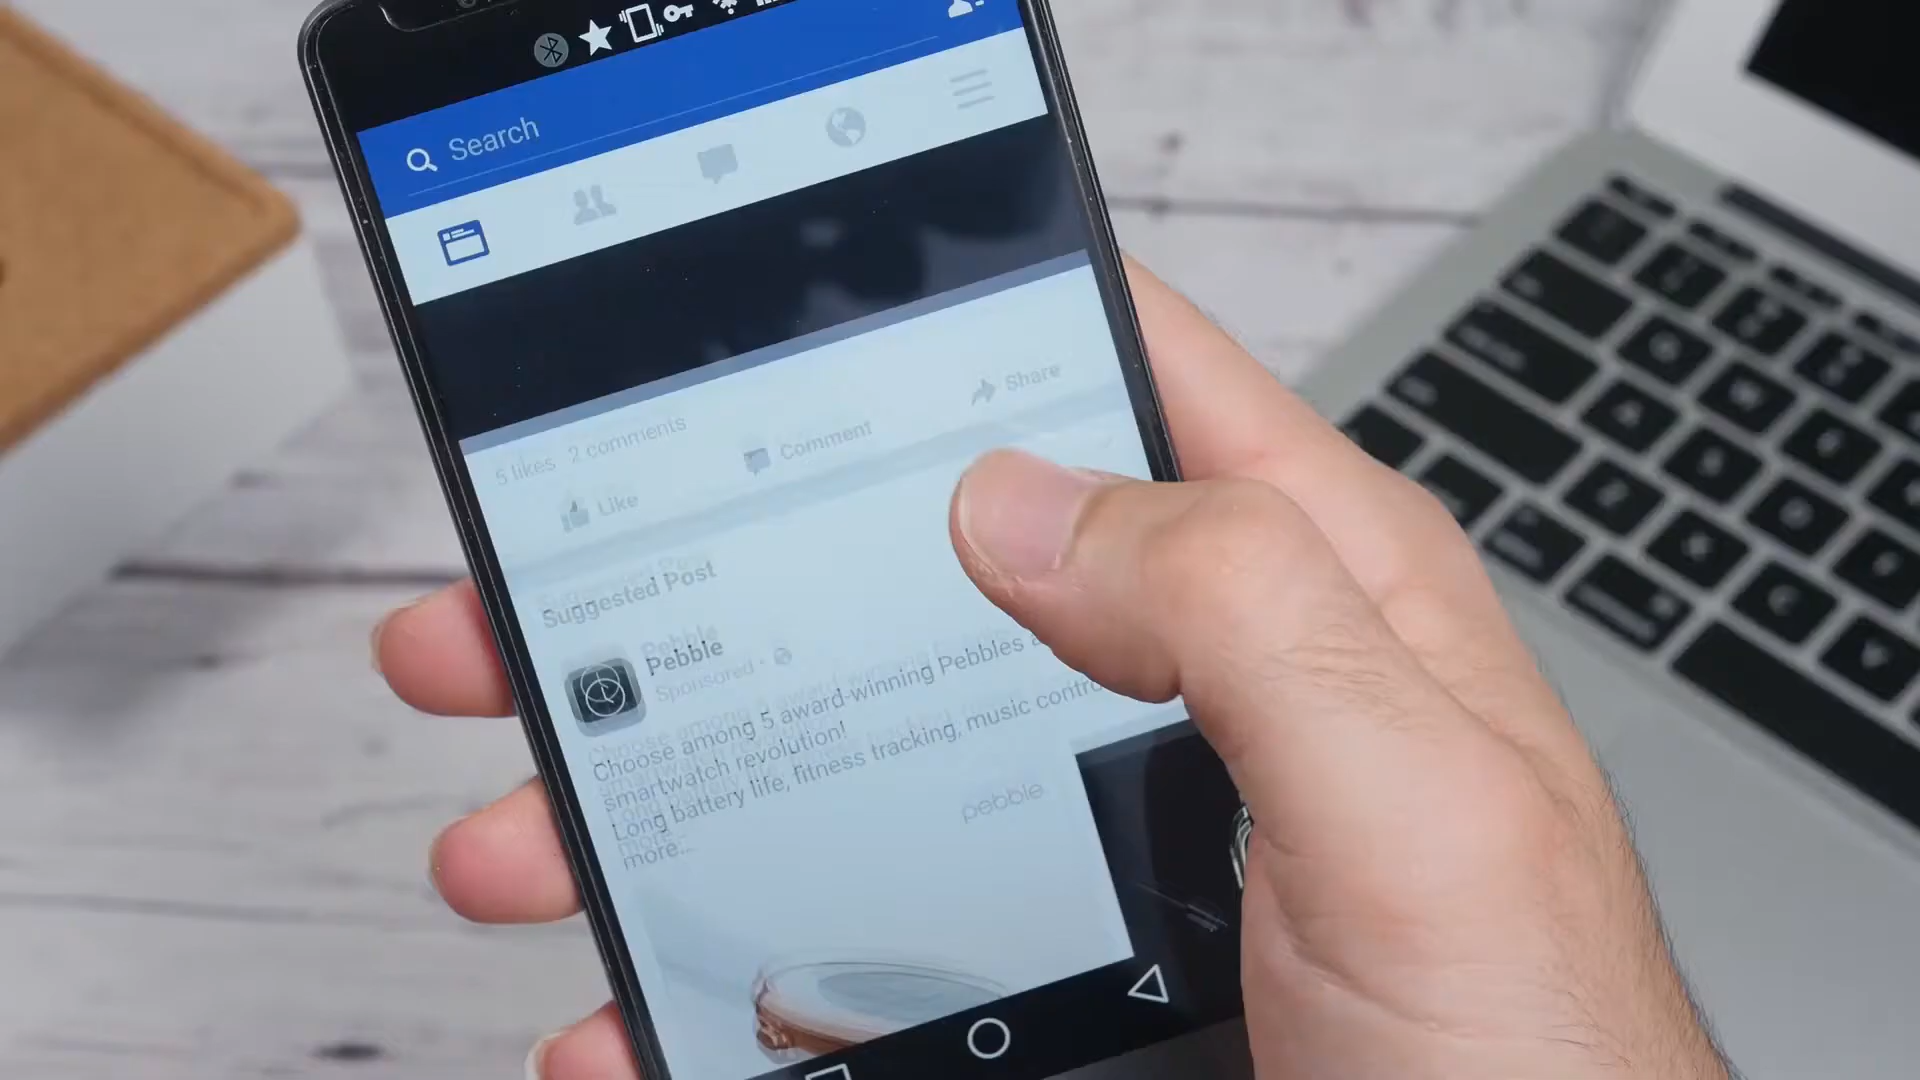 Search
5 likes 2 comments
Like
Comment
Share
Suggested Post
Pebble
Sponsored
Choose among 5 award-winning Pebbles
smartwatch revolution!
Long battery life, fitness tracking, music
more...
pebble